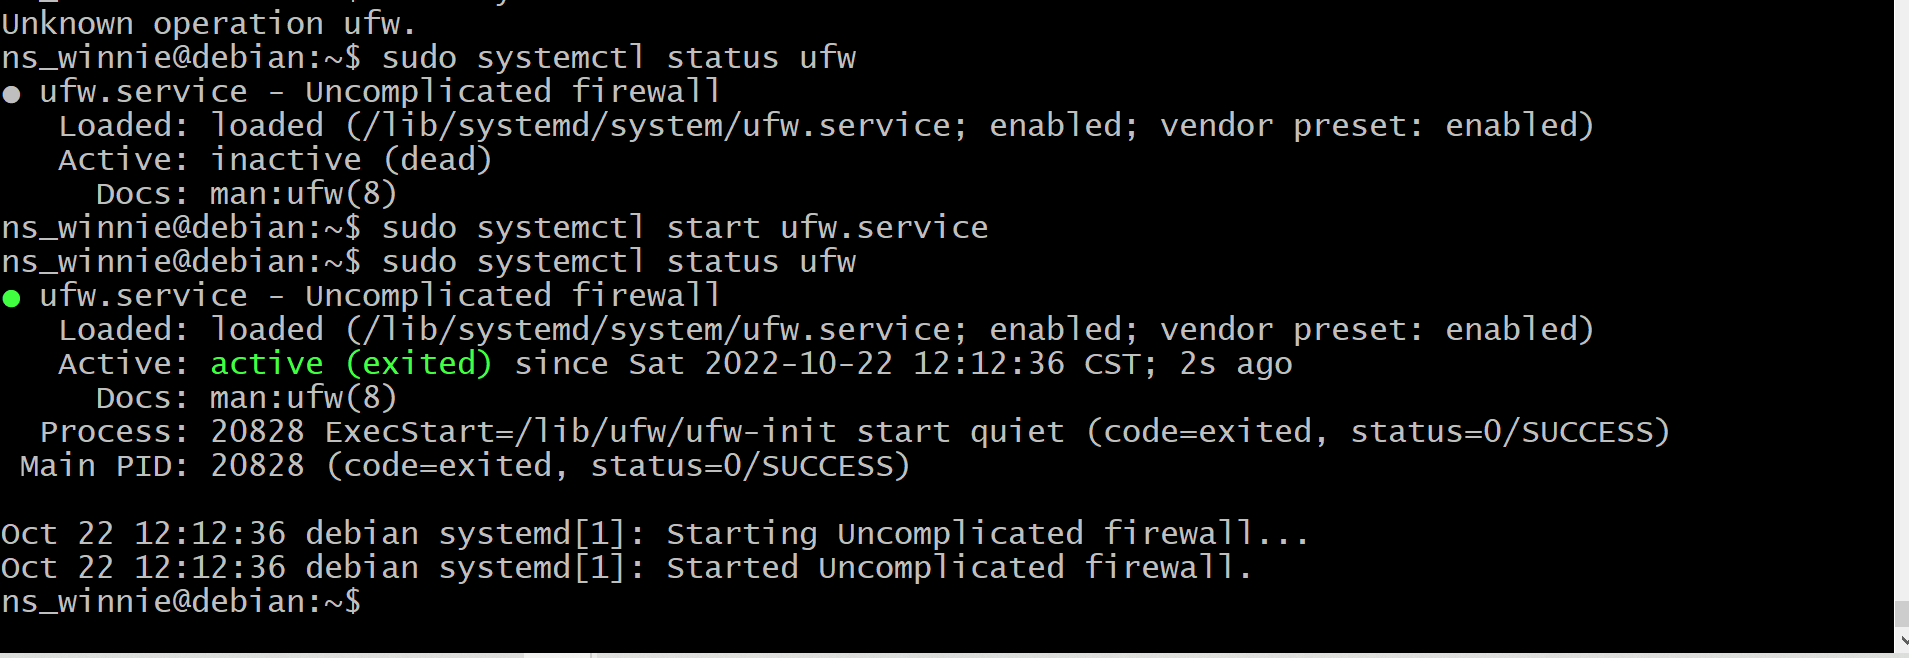 Unknown operation ufw.
ns_winnie@debian:~$ sudo systemctl status ufw
● ufw.service - Uncomplicated firewall
   Loaded: loaded (/lib/systemd/system/ufw.service; enabled; vendor preset: enabled)
   Active: inactive (dead)
     Docs: man:ufw(8)
ns_winnie@debian:~$ sudo systemctl start ufw.service
ns_winnie@debian:~$ sudo systemctl status ufw
● ufw.service - Uncomplicated firewall
   Loaded: loaded (/lib/systemd/system/ufw.service; enabled; vendor preset: enabled)
   Active: active (exited) since Sat 2022-10-22 12:12:36 CST; 2s ago
     Docs: man:ufw(8)
  Process: 20828 ExecStart=/lib/ufw/ufw-init start quiet (code=exited, status=0/SUCCESS)
 Main PID: 20828 (code=exited, status=0/SUCCESS)
Oct 22 12:12:36 debian systemd[1]: Starting Uncomplicated firewall...
Oct 22 12:12:36 debian systemd[1]: Started Uncomplicated firewall.
ns_winnie@debian:~$